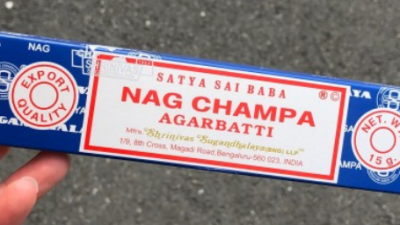 NAG
EXPORT
QUALITY
SATYA SAI BABA
NAG CHAMPA
AGARBATTI
Mfrs. Shrinivas Sugandhalaya (BNG) LLP
1/9, 8th Cross, Magadi Road, Bengaluru-560 023, INDIA
NET. W
15g.